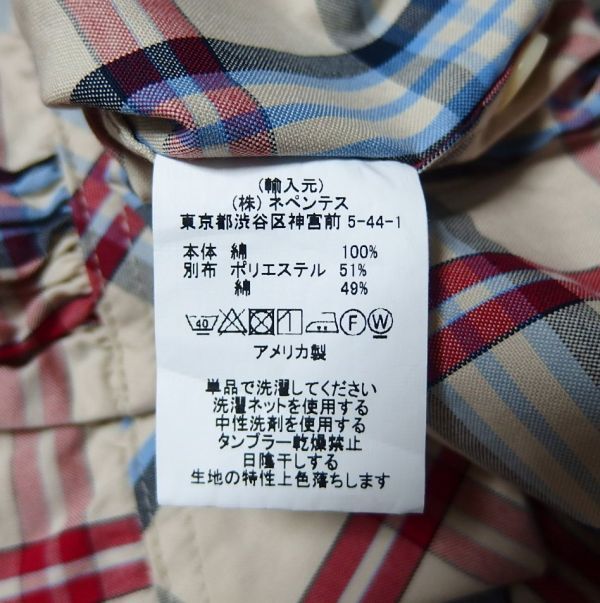 (輸入元)
(株) ネペンテス
東京都渋谷区神宮前 5-44-1
本体 綿 100%
別布 ポリエステル 51%
綿 49%
40 F W
アメリカ製
単品で洗濯してください
洗濯ネットを使用する
中性洗剤を使用する
タンブラー乾燥禁止
日陰干しする
生地の特性上色落ちします